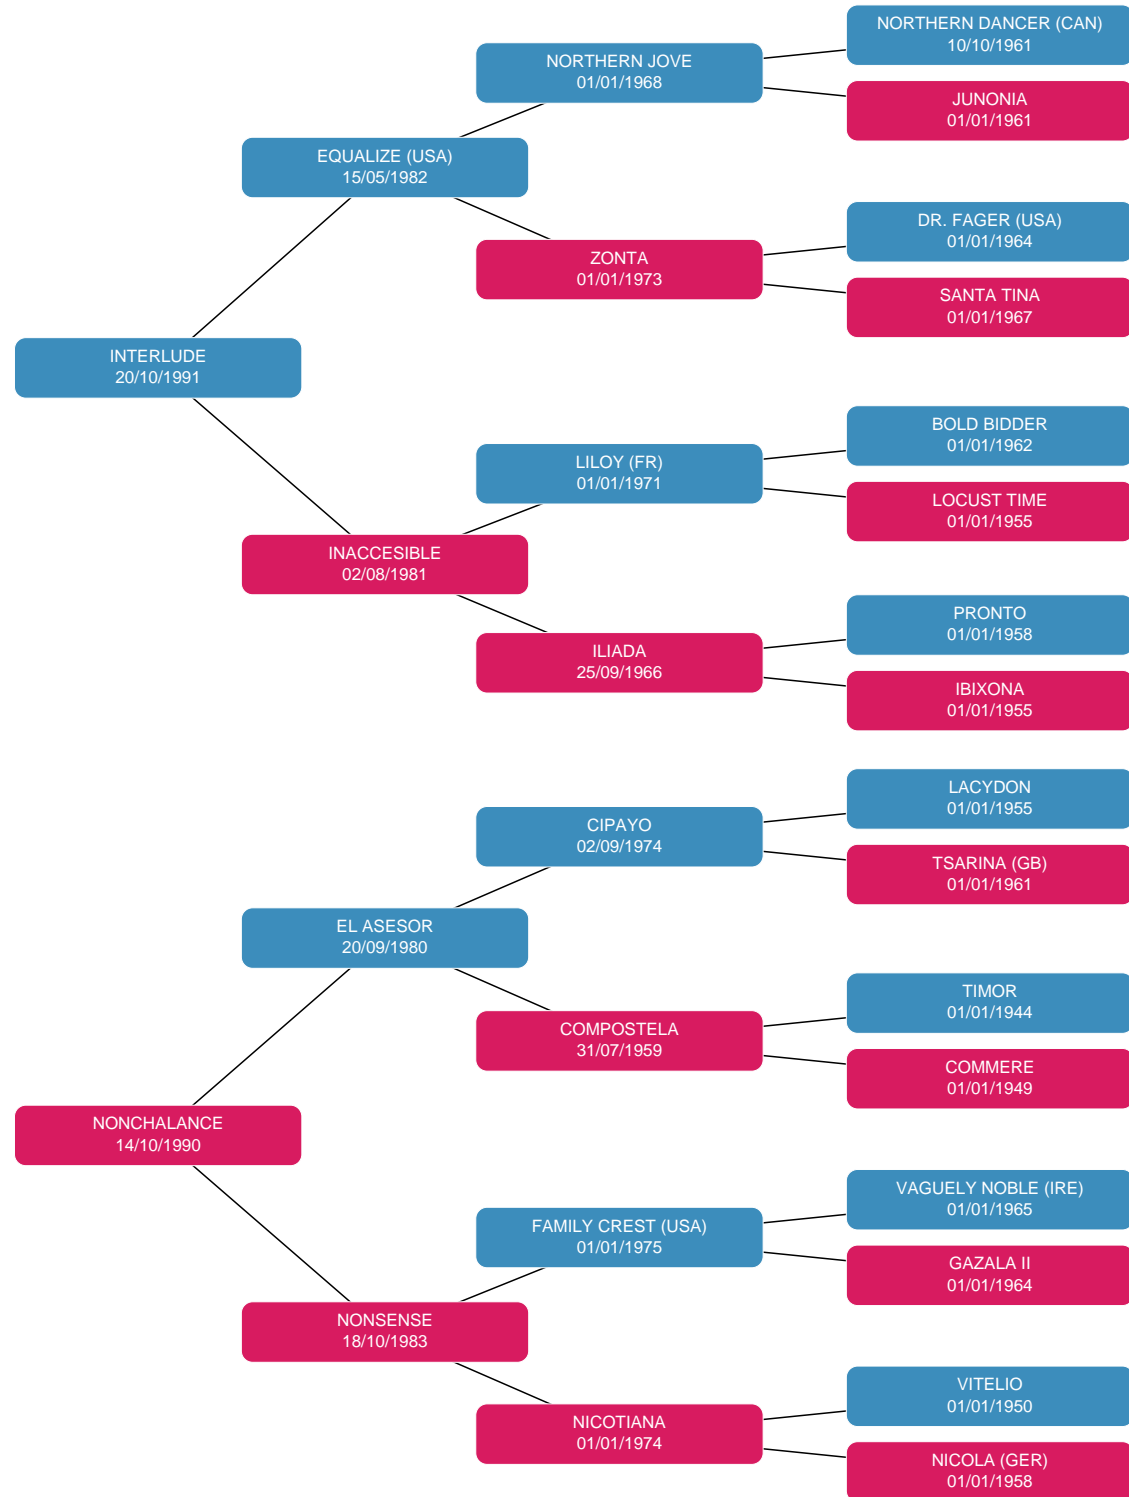 NORTHERN DANCER (CAN)
10/10/1961
NORTHERN JOVE
01/01/1968
JUNONIA
01/01/1961
EQUALIZE (USA)
15/05/1982
DR. FAGER (USA)
01/01/1964
ZONTA
01/01/1973
SANTA TINA
01/01/1967
INTERLUDE
20/10/1991
BOLD BIDDER
01/01/1962
LILOY (FR)
01/01/1971
LOCUST TIME
01/01/1955
INACCESIBLE
02/08/1981
PRONTO
01/01/1958
ILIADA
25/09/1966
IBIXONA
01/01/1955
LACYDON
01/01/1955
CIPAYO
02/09/1974
TSARINA (GB)
01/01/1961
EL ASESOR
20/09/1980
TIMOR
01/01/1944
COMPOSTELA
31/07/1959
COMMERE
01/01/1949
NONCHALANCE
14/10/1990
VAGUELY NOBLE (IRE)
01/01/1965
FAMILY CREST (USA)
01/01/1975
GAZALA II
01/01/1964
NONSENSE
18/10/1983
VITELIO
01/01/1950
NICOTIANA
01/01/1974
NICOLA (GER)
01/01/1958